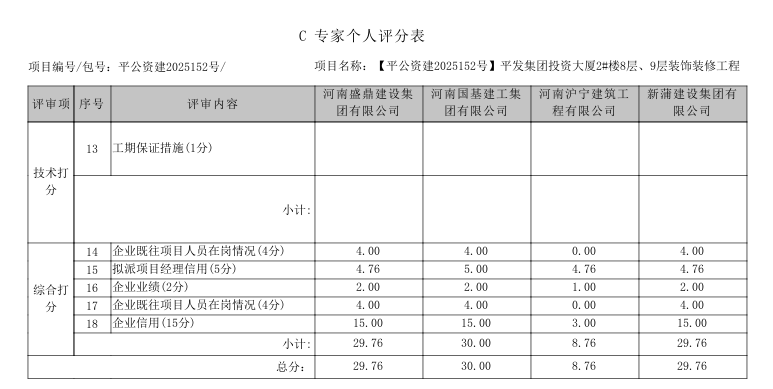 C 专家个人评分表
项目编号/包号: 平公资建2025152号/ 项目名称: 【平公资建2025152号】平发集团投资大厦2#楼8层、9层装饰装修工程
评审项 序号 评审内容 河南盛鼎建设集团有限公司 河南国基建工集团有限公司 河南沪宁建筑工程有限公司 新蒲建设集团有限公司
技术打分
13 工期保证措施(1分)
小计:
综合打分
14 企业既往项目人员在岗情况(4分) 4.00 4.00 0.00 4.00
15 拟派项目经理信用(5分) 4.76 5.00 4.76 4.76
16 企业业绩(2分) 2.00 2.00 1.00 2.00
17 企业既往项目人员在岗情况(4分) 4.00 4.00 0.00 4.00
18 企业信用(15分) 15.00 15.00 3.00 15.00
小计: 29.76 30.00 8.76 29.76
总分: 29.76 30.00 8.76 29.76